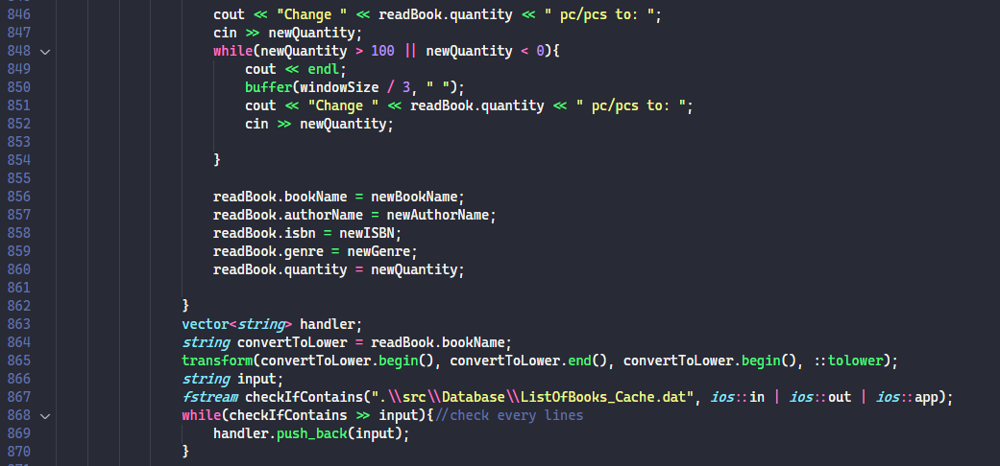 846 cout << "Change " << readBook.quantity << " pc/pcs to: ";
847 cin >> newQuantity;
848 while(newQuantity > 100 || newQuantity < 0){
849 cout << endl;
850 buffer(windowSize / 3, " ");
851 cout << "Change " << readBook.quantity << " pc/pcs to: ";
852 cin >> newQuantity;
853
854 }
855
856 readBook.bookName = newBookName;
857 readBook.authorName = newAuthorName;
858 readBook.isbn = newISBN;
859 readBook.genre = newGenre;
860 readBook.quantity = newQuantity;
861
862 }
863 vector<string> handler;
864 string convertToLower = readBook.bookName;
865 transform(convertToLower.begin(), convertToLower.end(), convertToLower.begin(), ::tolower);
866 string input;
867 fstream checkIfContains(".\\src\\Database\\ListOfBooks_Cache.dat", ios::in | ios::out | ios::app);
868 while(checkIfContains >> input){//check every lines
869 handler.push_back(input);
870 }